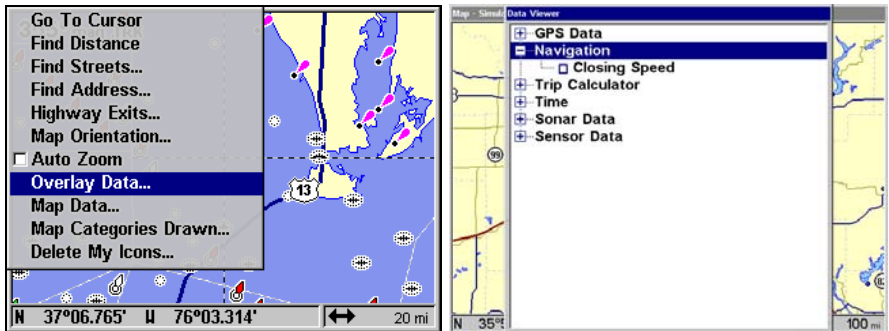 Go To Cursor
Find Distance
Find Streets...
Find Address...
Highway Exits...
Map Orientation...
Auto Zoom
Overlay Data...
Map Data...
Map Categories Drawn...
Delete My Icons...
13
N 37°06.765' W 76°03.314'
20 mi
Map - Simul
Data Viewer
GPS Data
Navigation
Closing Speed
Trip Calculator
Time
Sonar Data
Sensor Data
99
N 35°
100 mi